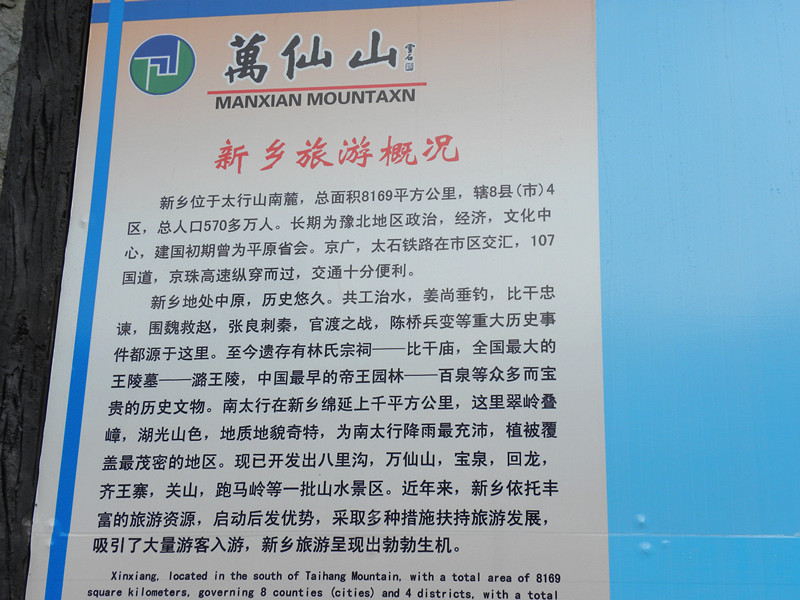 萬仙山
MANXIAN MOUNTAXN
新乡旅游概况
新乡位于太行山南麓，总面积8169平方公里，辖8县(市)4
区，总人口570多万人。长期为豫北地区政治，经济，文化中
心，建国初期曾为平原省会。京广，太石铁路在市区交汇，107
国道，京珠高速纵穿而过，交通十分便利。
新乡地处中原，历史悠久。共工治水，姜尚垂钓，比干忠
谏，围魏救赵，张良刺秦，官渡之战，陈桥兵变等重大历史事
件都源于这里。至今遗存有林氏宗祠——比干庙，全国最大的
王陵墓——潞王陵，中国最早的帝王园林——百泉等众多而宝
贵的历史文物。南太行在新乡绵延上千平方公里，这里翠岭叠
嶂，湖光山色，地质地貌奇特，为南太行降雨最充沛，植被覆
盖最茂密的地区。现已开发出八里沟，万仙山，宝泉，回龙，
齐王寨，关山，跑马岭等一批山水景区。近年来，新乡依托丰
富的旅游资源，启动后发优势，采取多种措施扶持旅游发展，
吸引了大量游客入游，新乡旅游呈现出勃勃生机。
Xinxiang, located in the south of Taihang Mountain, with a total area of 8169
square kilometers, governing 8 counties (cities) and 4 districts, with a total